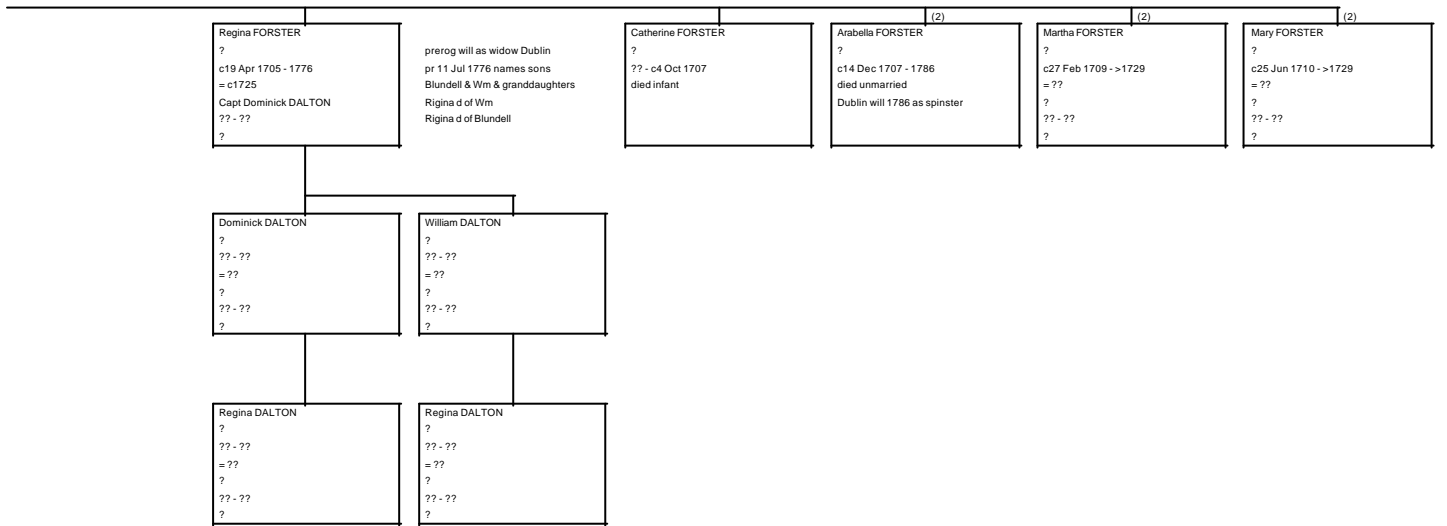 (2)
(2)
(2)
Regina FORSTER
?
c19 Apr 1705 - 1776
= c1725
Capt Dominick DALTON
?? - ??
?
prerog will as widow Dublin
pr 11 Jul 1776 names sons
Blundell & Wm & granddaughters
Rigina d of Wm
Rigina d of Blundell
Catherine FORSTER
?
?? - c4 Oct 1707
died infant
Arabella FORSTER
?
c14 Dec 1707 - 1786
died unmarried
Dublin will 1786 as spinster
Martha FORSTER
?
c27 Feb 1709 - >1729
= ??
?
?? - ??
?
Mary FORSTER
?
c25 Jun 1710 - >1729
= ??
?
?? - ??
?
Dominick DALTON
?
?? - ??
= ??
?
?? - ??
?
William DALTON
?
?? - ??
= ??
?
?? - ??
?
Regina DALTON
?
?? - ??
= ??
?
?? - ??
?
Regina DALTON
?
?? - ??
= ??
?
?? - ??
?